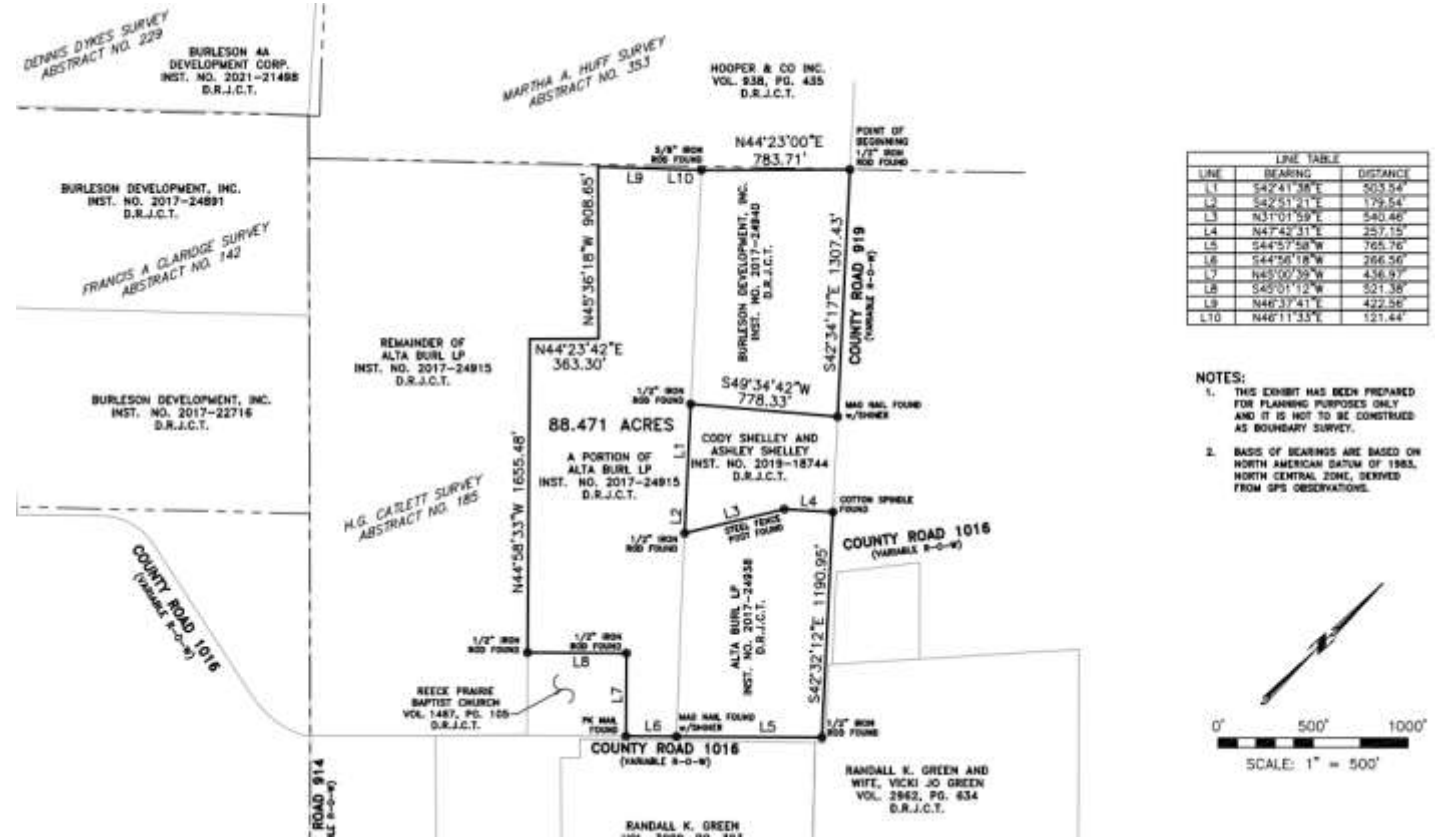 DENNIS DYKES SURVEY
ABSTRACT NO. 229
BURLESON 4A
DEVELOPMENT CORP.
INST. NO. 2021-21498
D.R.J.C.T.
MARTHA A. HUFF SURVEY
ABSTRACT NO. 353
HOOPER & CO INC.
VOL. 938, PG. 435
D.R.J.C.T.
POINT OF
BEGINNING
1/2" IRON
ROD FOUND
5/8" IRON
ROD FOUND
N44°23'00"E
783.71'
L9
L10
BURLESON DEVELOPMENT, INC.
INST. NO. 2017-24891
D.R.J.C.T.
FRANCIS A CLARIDGE SURVEY
ABSTRACT NO. 142
N45°36'18"W 908.65'
BURLESON DEVELOPMENT, INC.
INST. NO. 2017-24940
D.R.J.C.T.
S42°34'17"E 1307.43'
COUNTY ROAD 919
(VARIABLE R-O-W)
REMAINDER OF
ALTA BURL LP
INST. NO. 2017-24915
D.R.J.C.T.
N44°23'42"E
363.30'
BURLESON DEVELOPMENT, INC.
INST. NO. 2017-22716
D.R.J.C.T.
1/2" IRON
ROD FOUND
S49°34'42"W
778.33'
MAG NAIL FOUND
w/SHINER
88.471 ACRES
A PORTION OF
ALTA BURL LP
INST. NO. 2017-24915
D.R.J.C.T.
L1
CODY SHELLEY AND
ASHLEY SHELLEY
INST. NO. 2019-18744
D.R.J.C.T.
N44°58'33"W 1655.48'
H.G. CATLETT SURVEY
ABSTRACT NO. 185
L2
L3
STEEL FENCE
POST FOUND
L4
COTTON SPINDLE
FOUND
1/2" IRON
ROD FOUND
COUNTY ROAD 1016
(VARIABLE R-O-W)
COUNTY ROAD 1016
(VARIABLE R-O-W)
ALTA BURL LP
INST. NO. 2017-24938
D.R.J.C.T.
S42°32'12"E 1190.95'
1/2" IRON
ROD FOUND
1/2" IRON
ROD FOUND
L8
REECE PRAIRIE
BAPTIST CHURCH
VOL. 1487, PG. 105
D.R.J.C.T.
L7
PK NAIL
FOUND
L6
MAG NAIL FOUND
w/SHINER
L5
1/2" IRON
ROD FOUND
COUNTY ROAD 1016
(VARIABLE R-O-W)
ROAD 914
R-O-W)
RANDALL K. GREEN AND
WIFE, VICKI JO GREEN
VOL. 2962, PG. 634
D.R.J.C.T.
RANDALL K. GREEN
LINE TABLE
LINE BEARING DISTANCE
L1 S42°41'38"E 503.54'
L2 S42°51'21"E 179.54'
L3 N31°01'59"E 540.46'
L4 N47°42'31"E 257.15'
L5 S44°57'58"W 765.76'
L6 S44°56'18"W 266.56'
L7 N45°00'39"W 436.97'
L8 S45°01'12"W 521.38'
L9 N46°37'41"E 422.56'
L10 N46°11'33"E 121.44'
NOTES:
1. THIS EXHIBIT HAS BEEN PREPARED
FOR PLANNING PURPOSES ONLY
AND IT IS NOT TO BE CONSTRUED
AS BOUNDARY SURVEY.
2. BASIS OF BEARINGS ARE BASED ON
NORTH AMERICAN DATUM OF 1983,
NORTH CENTRAL ZONE, DERIVED
FROM GPS OBSERVATIONS.
0' 500' 1000'
SCALE: 1" = 500'